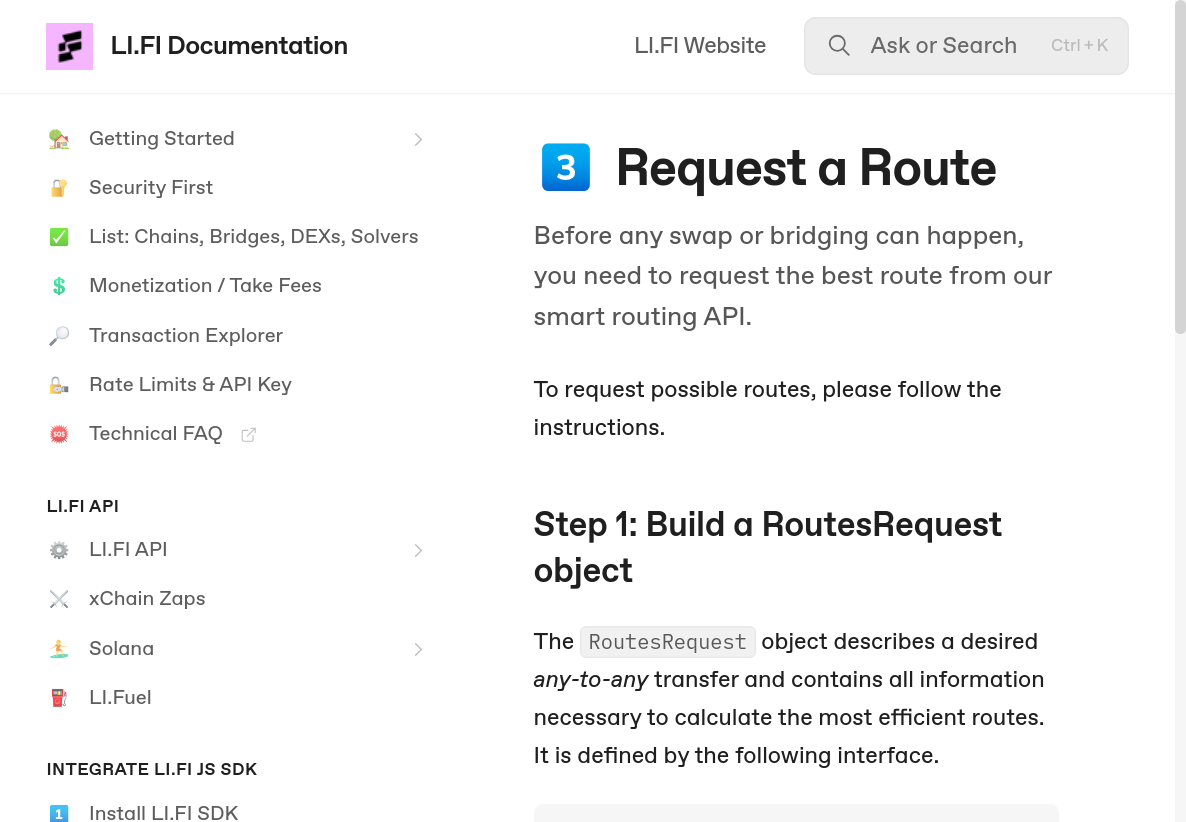 LI.FI Documentation
LI.FI Website
Ask or Search
Ctrl + K
Getting Started
Security First
List: Chains, Bridges, DEXs, Solvers
Monetization / Take Fees
Transaction Explorer
Rate Limits & API Key
SOS
Technical FAQ
LI.FI API
LI.FI API
xChain Zaps
Solana
LI.Fuel
INTEGRATE LI.FI JS SDK
1 Install LI.FI SDK
3 Request a Route
Before any swap or bridging can happen,
you need to request the best route from our
smart routing API.
To request possible routes, please follow the
instructions.
Step 1: Build a RoutesRequest
object
The RoutesRequest object describes a desired
any-to-any transfer and contains all information
necessary to calculate the most efficient routes.
It is defined by the following interface.